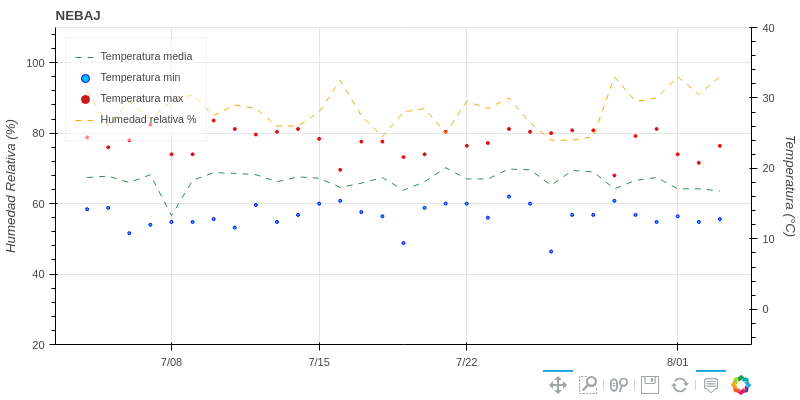 NEBAJ
Temperatura media
Temperatura min
Temperatura max
Humedad relativa %
Humedad Relativa (%)
100
80
60
40
20
40
30
20
10
0
Temperatura (°C)
7/08
7/15
7/22
8/01